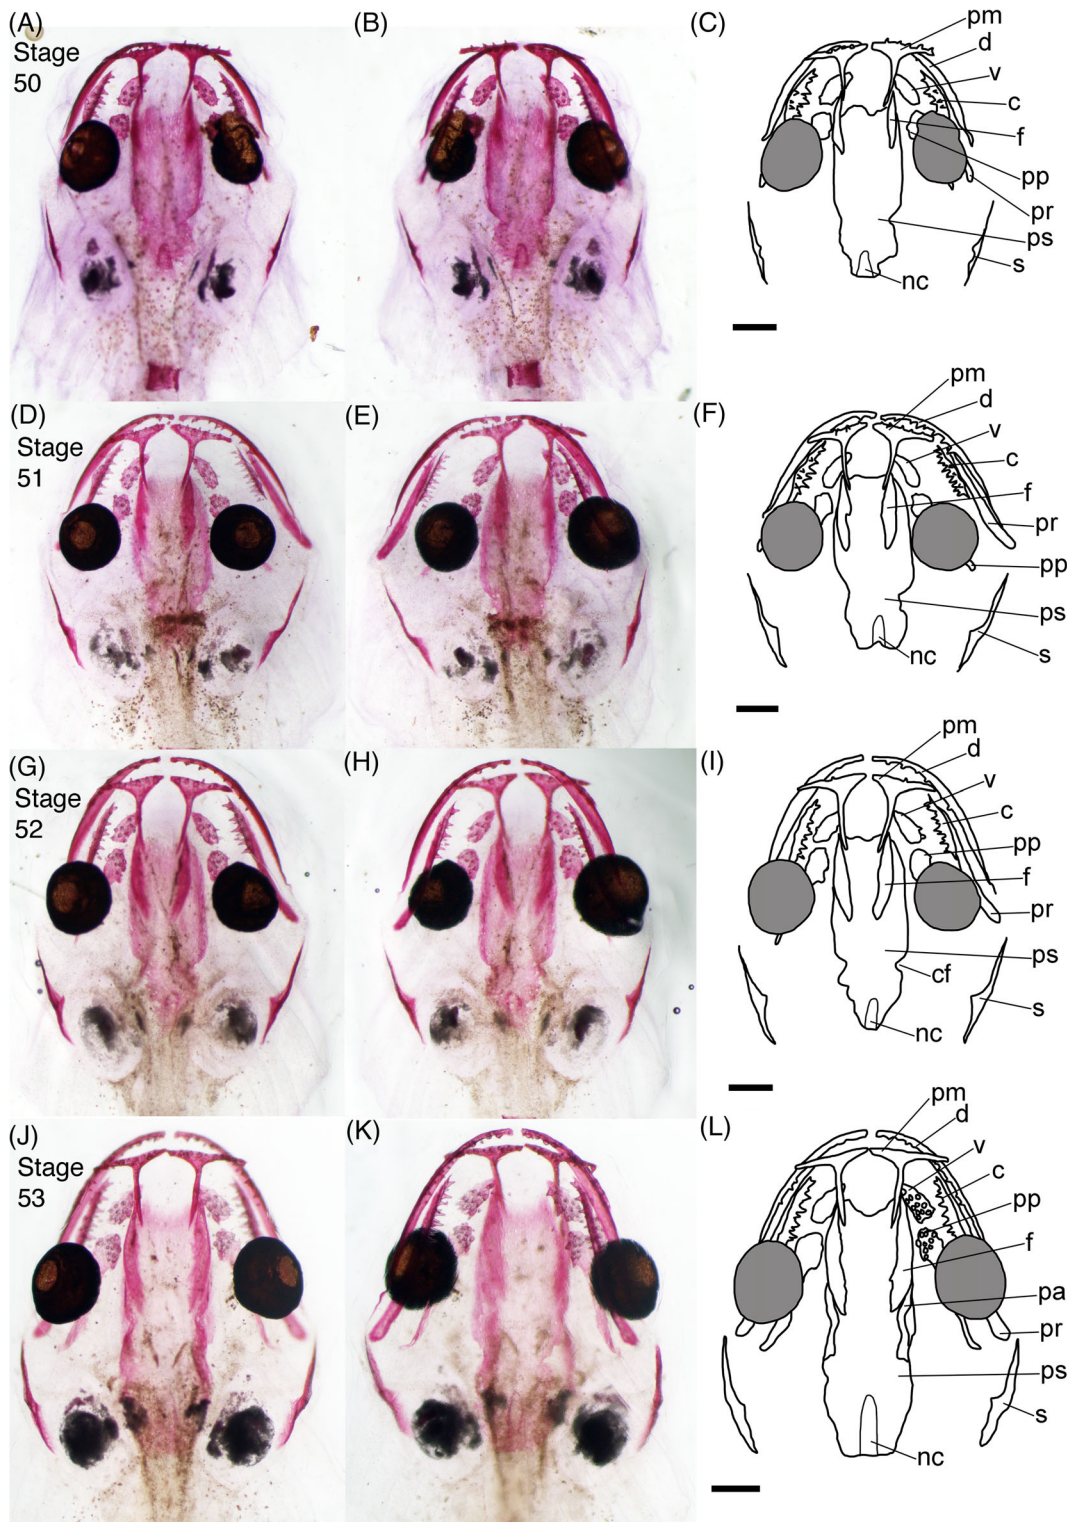 (A)
Stage
50
(B)
(C)
pm
d
v
c
f
pp
pr
ps
s
nc
(D)
Stage
51
(E)
(F)
pm
d
v
c
f
pr
pp
ps
s
nc
(G)
Stage
52
(H)
(I)
pm
d
v
c
pp
f
pr
ps
cf
s
nc
(J)
Stage
53
(K)
(L)
pm
d
v
c
pp
f
pa
pr
ps
s
nc